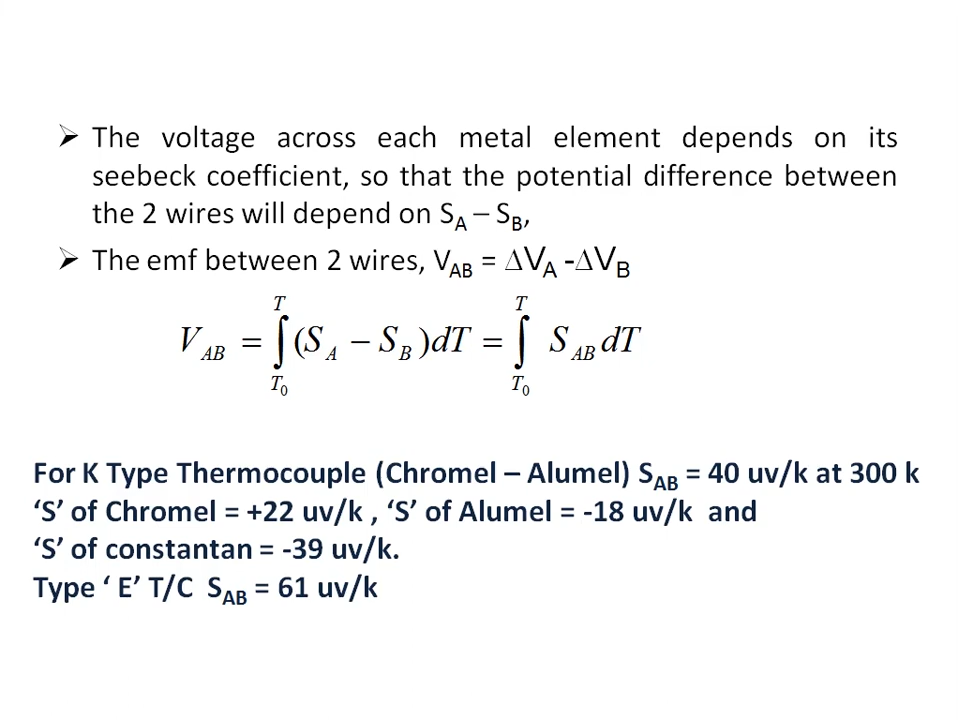 ➢ The voltage across each metal element depends on its
seebeck coefficient, so that the potential difference between
the 2 wires will depend on S_A – S_B,
➢ The emf between 2 wires, V_AB = ΔV_A -ΔV_B
V_AB = ∫_{T_0}^{T} (S_A − S_B)dT = ∫_{T_0}^{T} S_AB dT
For K Type Thermocouple (Chromel – Alumel) S_AB = 40 uv/k at 300 k
‘S’ of Chromel = +22 uv/k , ‘S’ of Alumel = -18 uv/k and
‘S’ of constantan = -39 uv/k.
Type ‘ E’ T/C S_AB = 61 uv/k